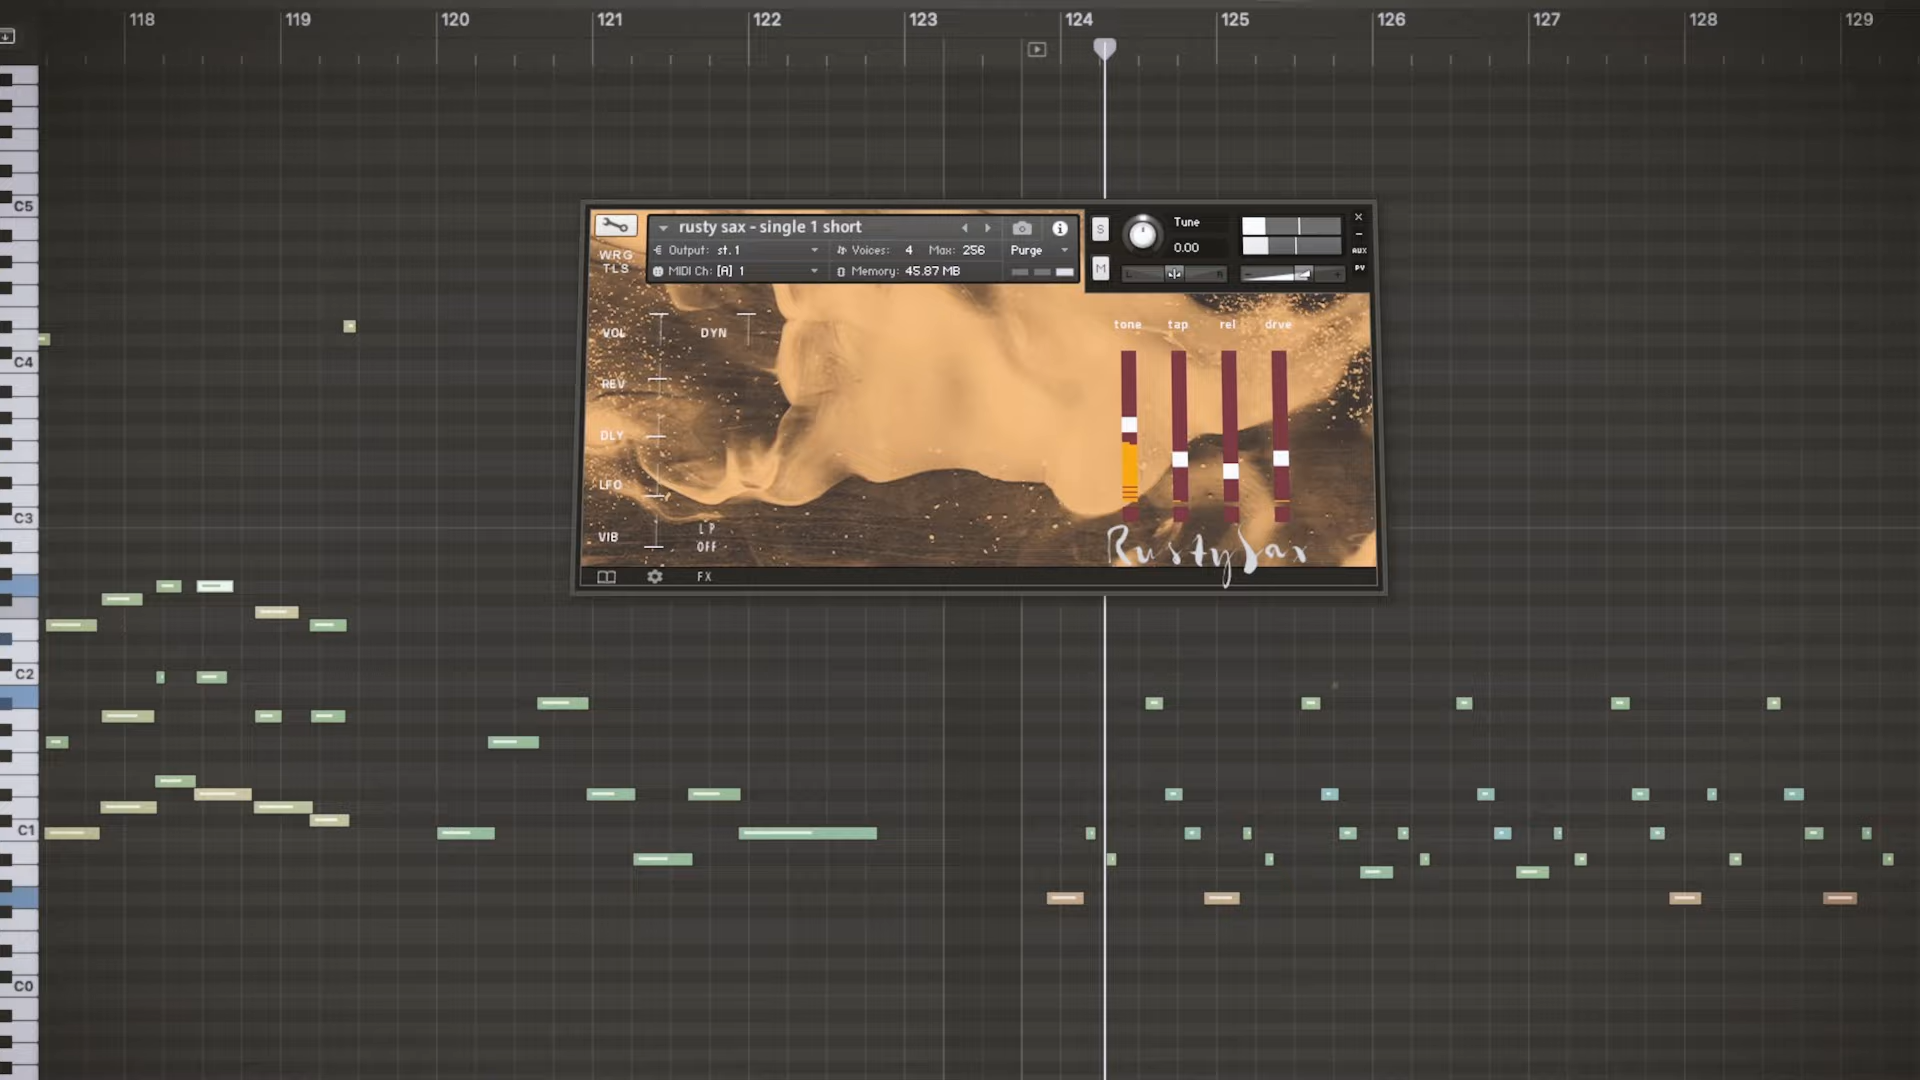 118 119 120 121 122 123 124 125 126 127 128 129
C5
C4
C3
C2
C1
C0
rusty sax - single 1 short
Output: st. 1 Voices: 4 Max: 256 Purge
MIDI Ch: [A] 1 Memory: 45.87 MB
S
M
Tune
0.00
L R
AUX
PV
WRG
TLS
VOL DYN
REV
DLY
LFO
VIB
LP
OFF
FX
tone tap rel drve
RustySax